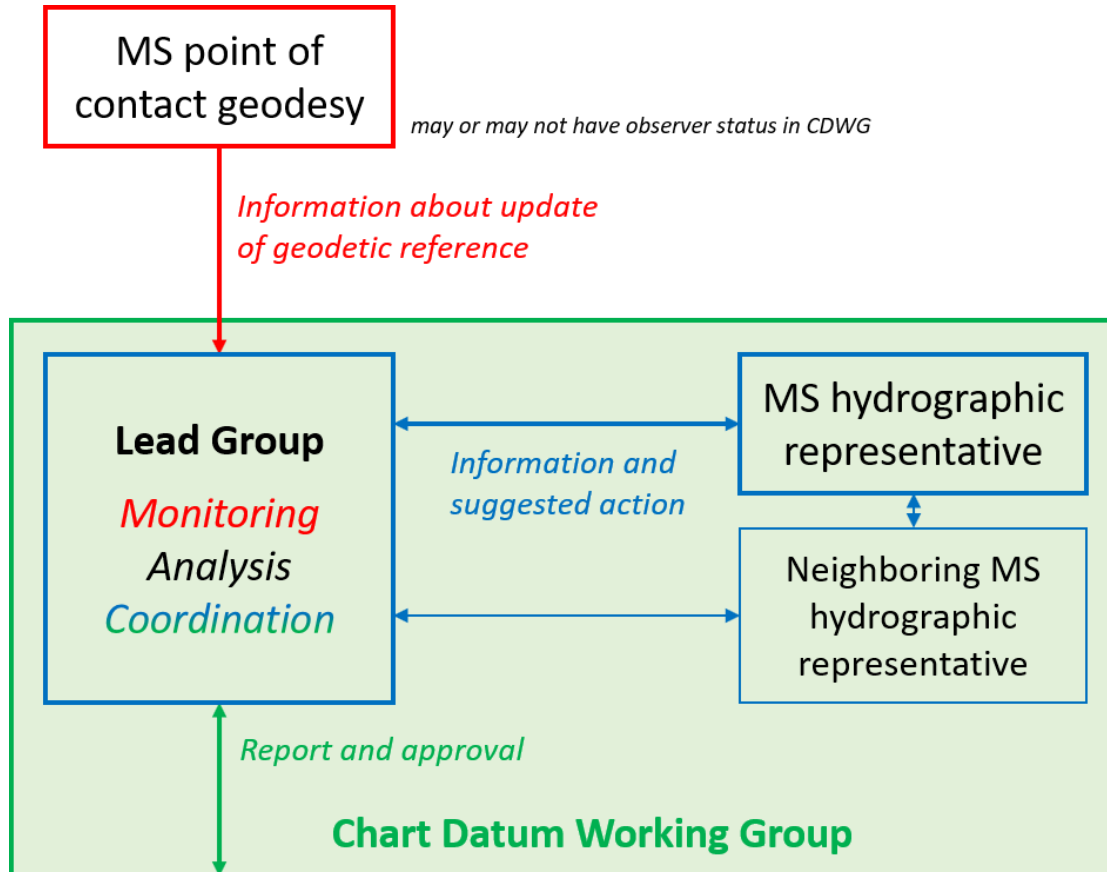 MS point of
contact geodesy
may or may not have observer status in CDWG
Information about update
of geodetic reference
Lead Group
Monitoring
Analysis
Coordination
Information and
suggested action
MS hydrographic
representative
Neighboring MS
hydrographic
representative
Report and approval
Chart Datum Working Group